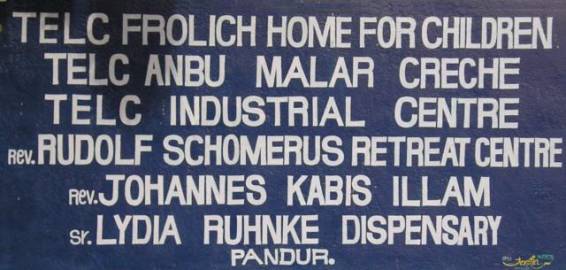 TELC FROLICH HOME FOR CHILDREN
TELC ANBU MALAR CRECHE
TELC INDUSTRIAL CENTRE
Rev. RUDOLF SCHOMERUS RETREAT CENTRE
Rev. JOHANNES KABIS ILLAM
Sr. LYDIA RUHNKE DISPENSARY
PANDUR.